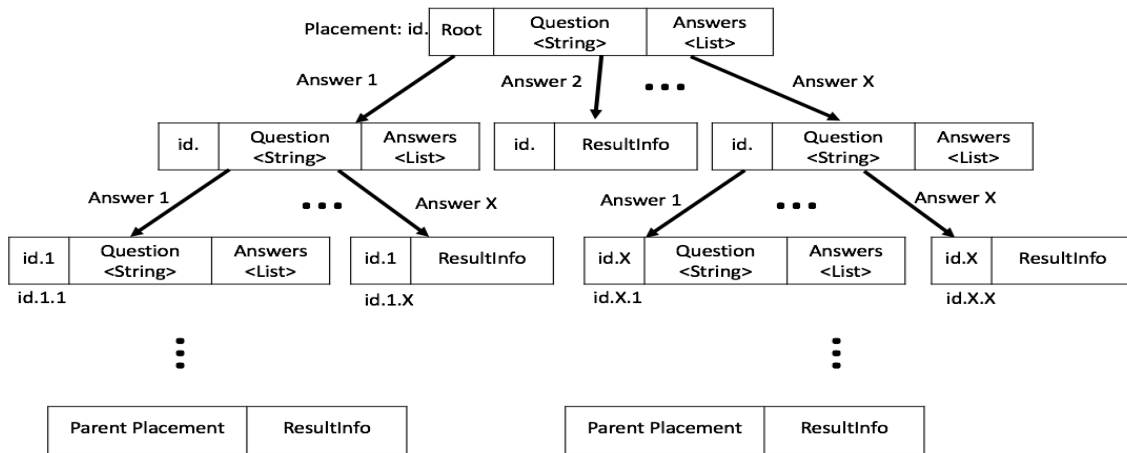 Placement: id. Root Question <String> Answers <List>
Answer 1 Answer 2 ... Answer X
id. Question <String> Answers <List> id. ResultInfo id. Question <String> Answers <List>
Answer 1 ... Answer X Answer 1 ... Answer X
id.1 Question <String> Answers <List> id.1 ResultInfo id.X Question <String> Answers <List> id.X ResultInfo
id.1.1 id.1.X id.X.1 id.X.X
Parent Placement ResultInfo Parent Placement ResultInfo